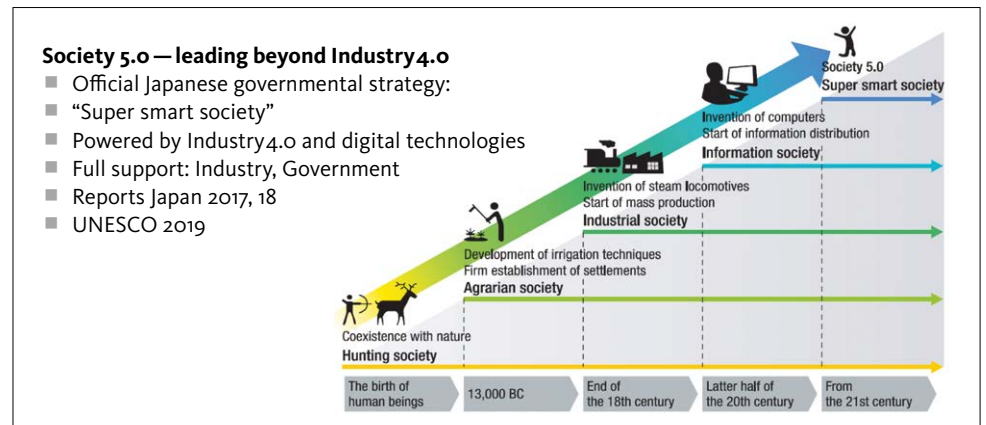 Society 5.0 — leading beyond Industry 4.0
■ Official Japanese governmental strategy:
■ “Super smart society”
■ Powered by Industry 4.0 and digital technologies
■ Full support: Industry, Government
■ Reports Japan 2017, 18
■ UNESCO 2019
Society 5.0
Super smart society
Invention of computers
Start of information distribution
Information society
Invention of steam locomotives
Start of mass production
Industrial society
Development of irrigation techniques
Firm establishment of settlements
Agrarian society
Coexistence with nature
Hunting society
The birth of
human beings
13,000 BC
End of
the 18th century
Latter half of
the 20th century
From
the 21st century